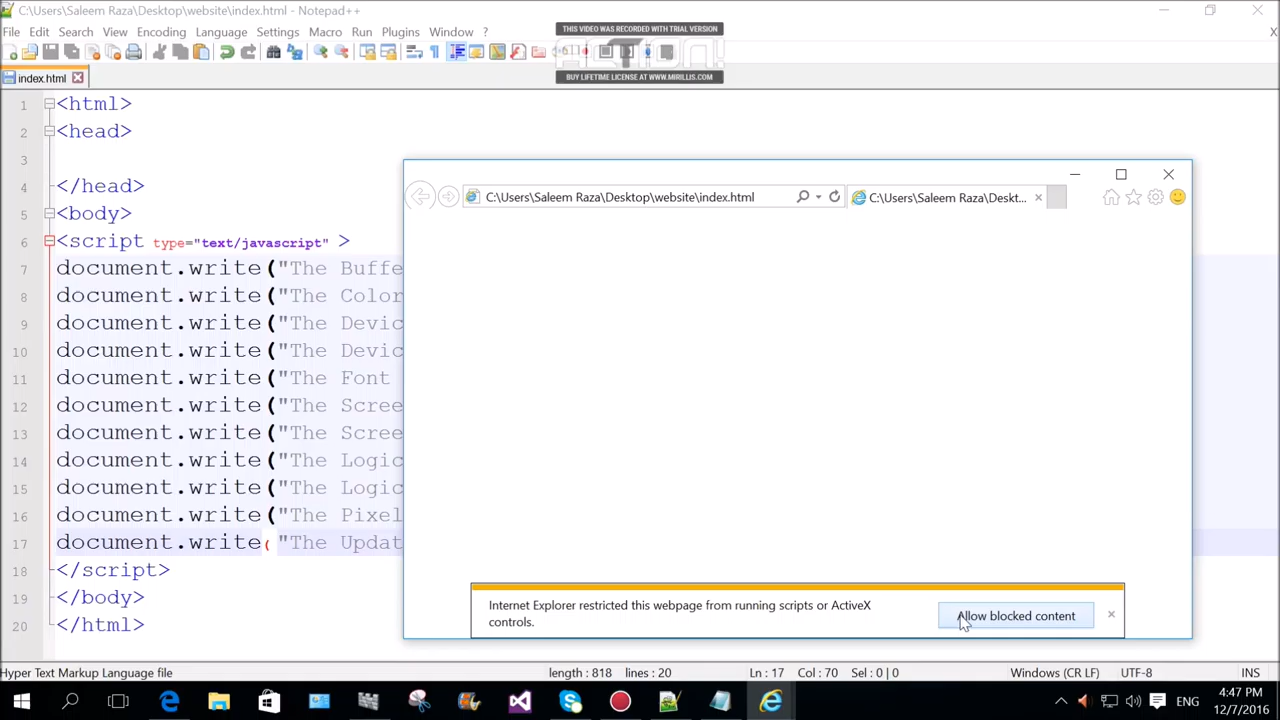 C:\Users\Saleem Raza\Desktop\website\index.html - Notepad++
THIS VIDEO WAS RECORDED WITH TRIAL VERSION
BUY LIFETIME LICENSE AT WWW.MIRILLIS.COM
File Edit Search View Encoding Language Settings Macro Run Plugins Window ? X
index.html
1 <html>
2 <head>
3
4 </head>
5 <body>
6 <script type="text/javascript" >
7 document.write("The Buffe
8 document.write("The Color
9 document.write("The Devic
10 document.write("The Devic
11 document.write("The Font
12 document.write("The Scree
13 document.write("The Scree
14 document.write("The Logic
15 document.write("The Logic
16 document.write("The Pixel
17 document.write( "The Updat
18 </script>
19 </body>
20 </html>
C:\Users\Saleem Raza\Desktop\website\index.html
C:\Users\Saleem Raza\Deskt...
Internet Explorer restricted this webpage from running scripts or ActiveX
controls.
Allow blocked content
Hyper Text Markup Language file length : 818 lines : 20 Ln : 17 Col : 70 Sel : 0 | 0 Windows (CR LF) UTF-8 INS
ENG
4:47 PM
12/7/2016